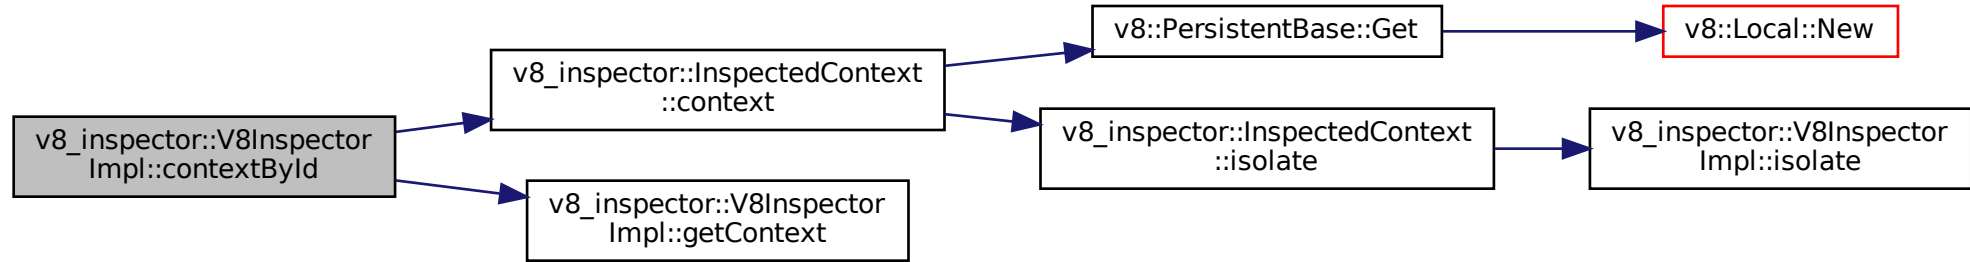 v8_inspector::V8Inspector
Impl::contextById
v8_inspector::InspectedContext
::context
v8_inspector::V8Inspector
Impl::getContext
v8::PersistentBase::Get
v8_inspector::InspectedContext
::isolate
v8::Local::New
v8_inspector::V8Inspector
Impl::isolate